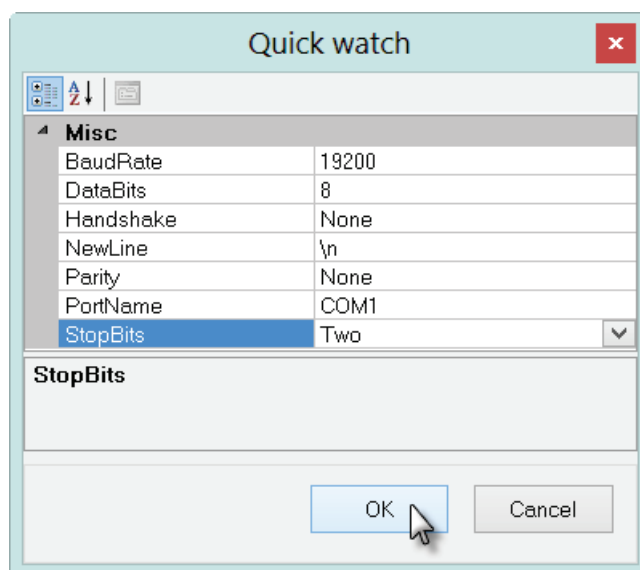 Quick watch
Misc
BaudRate 19200
DataBits 8
Handshake None
NewLine \n
Parity None
PortName COM1
StopBits Two
StopBits
OK Cancel